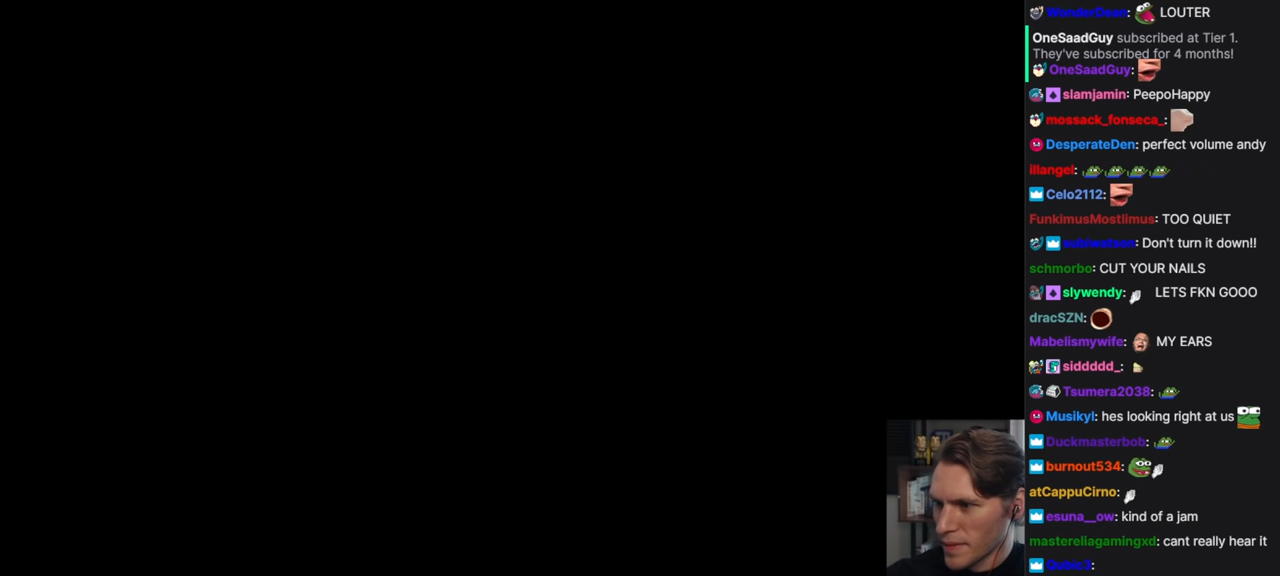 WunderDean: LOUTER
OneSaadGuy subscribed at Tier 1.
They've subscribed for 4 months!
OneSaadGuy:
slamjamin: PeepoHappy
mossack_fonseca_:
DesperateDen: perfect volume andy
illangel:
Celo2112:
FunkimusMostlimus: TOO QUIET
Don't turn it down!!
schmorbo: CUT YOUR NAILS
slywendy: LETS FKN GOOO
dracSZN:
Mabelismywife: MY EARS
siddddd_:
Tsumera2038:
Musikyl: hes looking right at us
Duckmasterbob:
burnout534:
atCappuCirno:
esuna__ow: kind of a jam
mastereliagamingxd: cant really hear it
Qubic3: